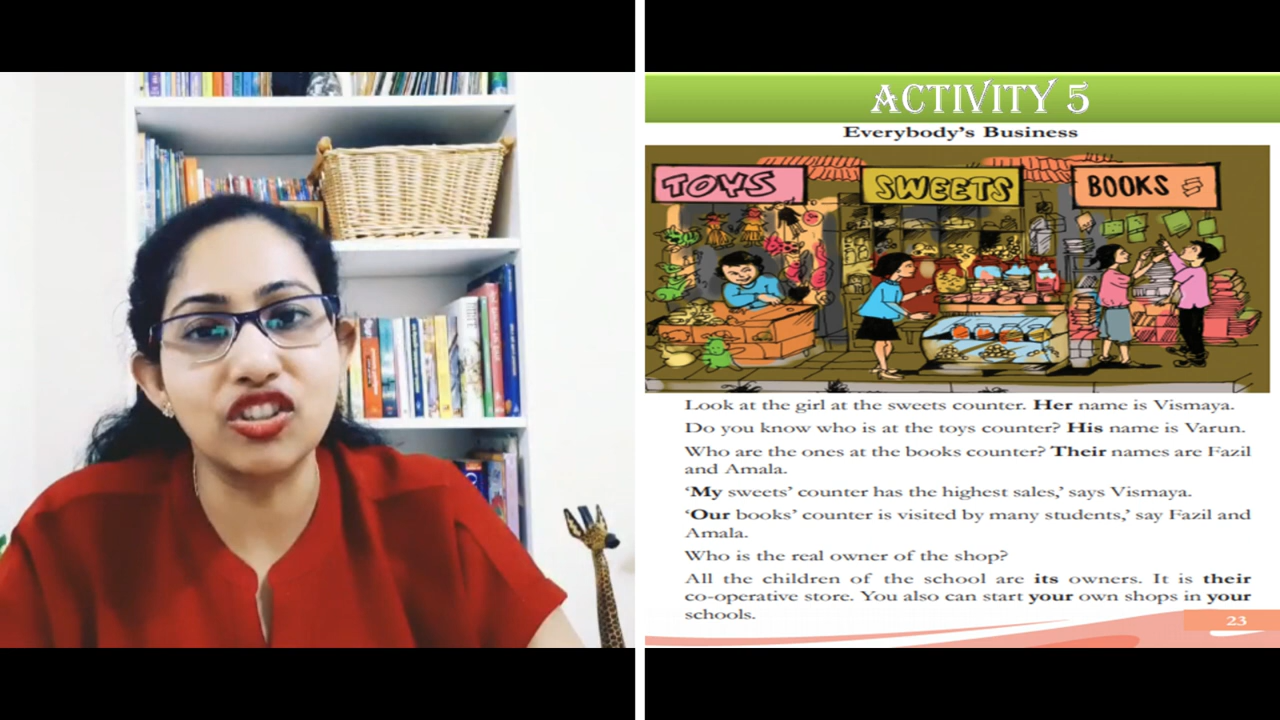 ACTIVITY 5
Everybody's Business
TOYS
SWEETS
BOOKS
Look at the girl at the sweets counter. Her name is Vismaya.
Do you know who is at the toys counter? His name is Varun.
Who are the ones at the books counter? Their names are Fazil
and Amala.
'My sweets' counter has the highest sales,' says Vismaya.
'Our books' counter is visited by many students,' say Fazil and
Amala.
Who is the real owner of the shop?
All the children of the school are its owners. It is their
co-operative store. You also can start your own shops in your
schools.
23